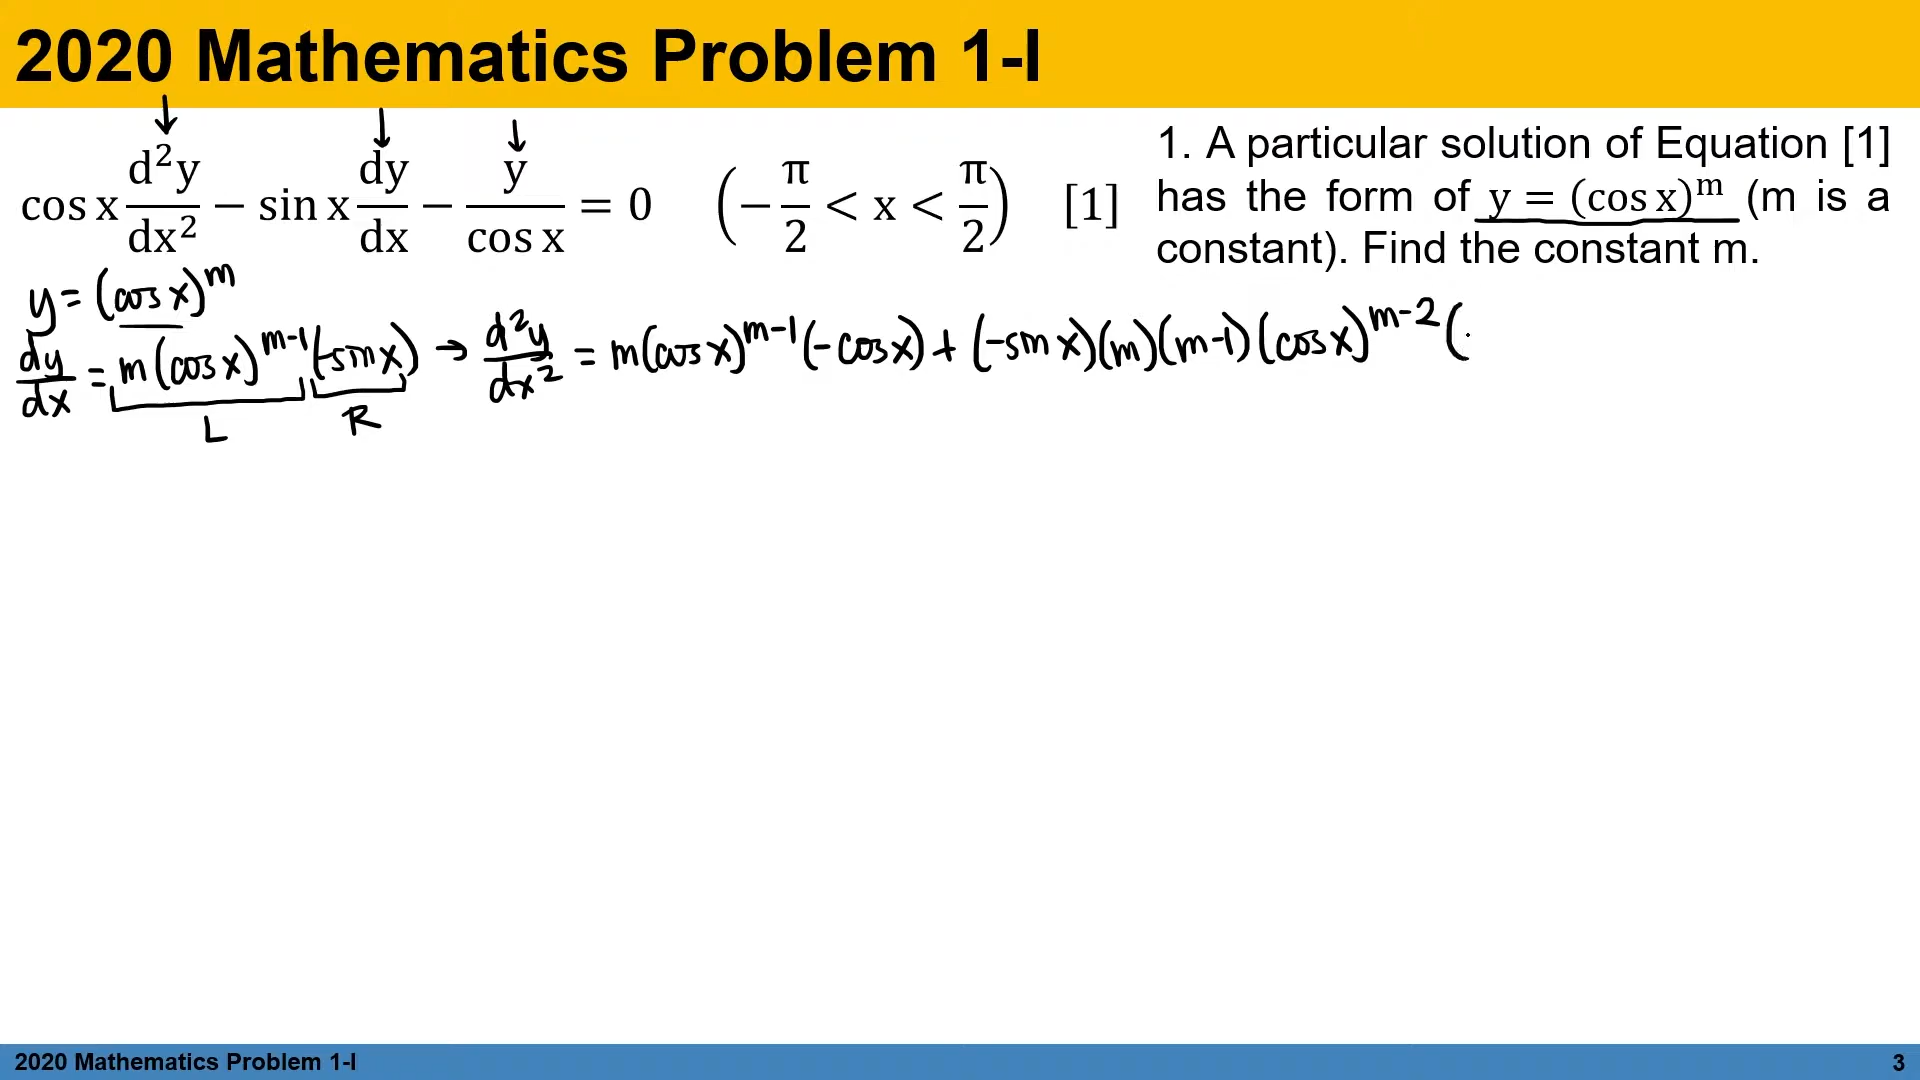 2020 Mathematics Problem 1-I
cos x d²y/dx² − sin x dy/dx − y/cos x = 0 (−π/2 < x < π/2) [1]
1. A particular solution of Equation [1]
has the form of y = (cos x)^m (m is a
constant). Find the constant m.
y = (cos x)^m
dy/dx = m(cos x)^m-1 (-sin x) → d²y/dx² = m(cos x)^m-1 (-cos x) + (-sin x)(m)(m-1)(cos x)^m-2 (
L R
2020 Mathematics Problem 1-I 3